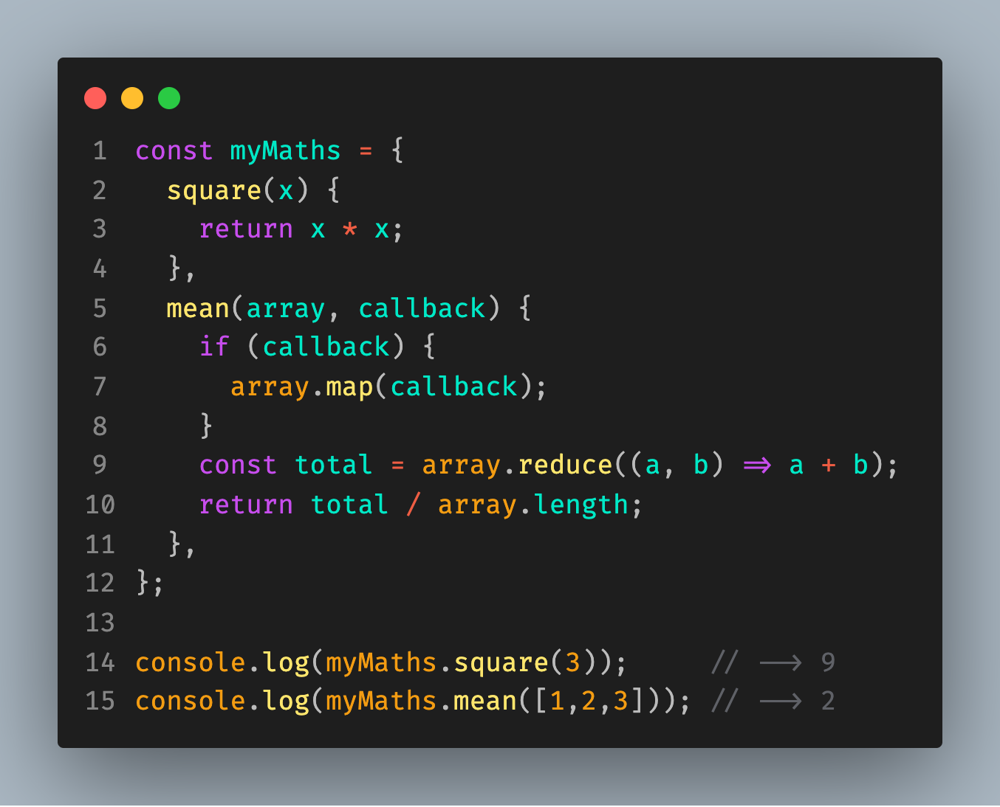 1 const myMaths = {
2   square(x) {
3     return x * x;
4   },
5   mean(array, callback) {
6     if (callback) {
7       array.map(callback);
8     }
9     const total = array.reduce((a, b) => a + b);
10     return total / array.length;
11   },
12 };
13
14 console.log(myMaths.square(3));     // --> 9
15 console.log(myMaths.mean([1,2,3])); // --> 2